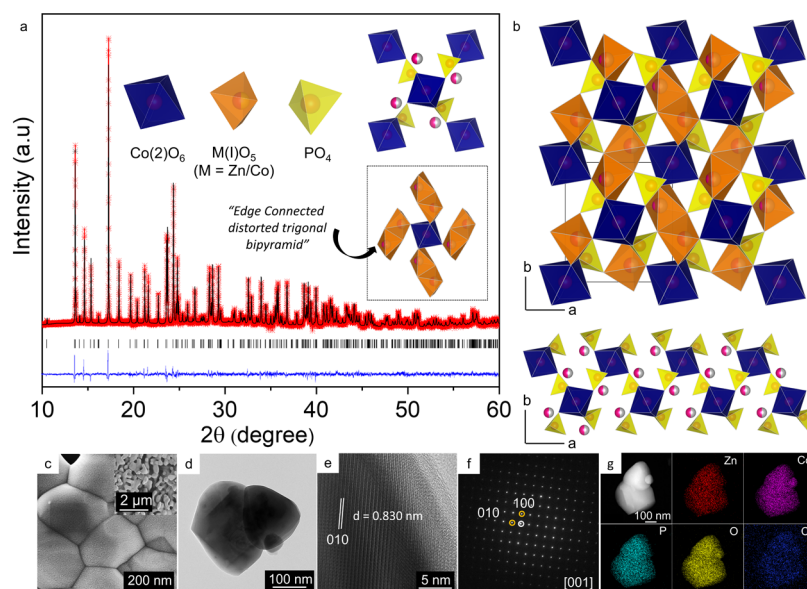 a
b
Intensity (a.u)
Co(2)O₆
M(I)O₅
(M = Zn/Co)
PO₄
“Edge Connected
distorted trigonal
bipyramid”
10 20 30 40 50 60
2θ (degree)
b
a
b
a
c
2 µm
200 nm
d
100 nm
e
d = 0.830 nm
010
5 nm
f
100
010
[001]
g
100 nm
Zn
P
O